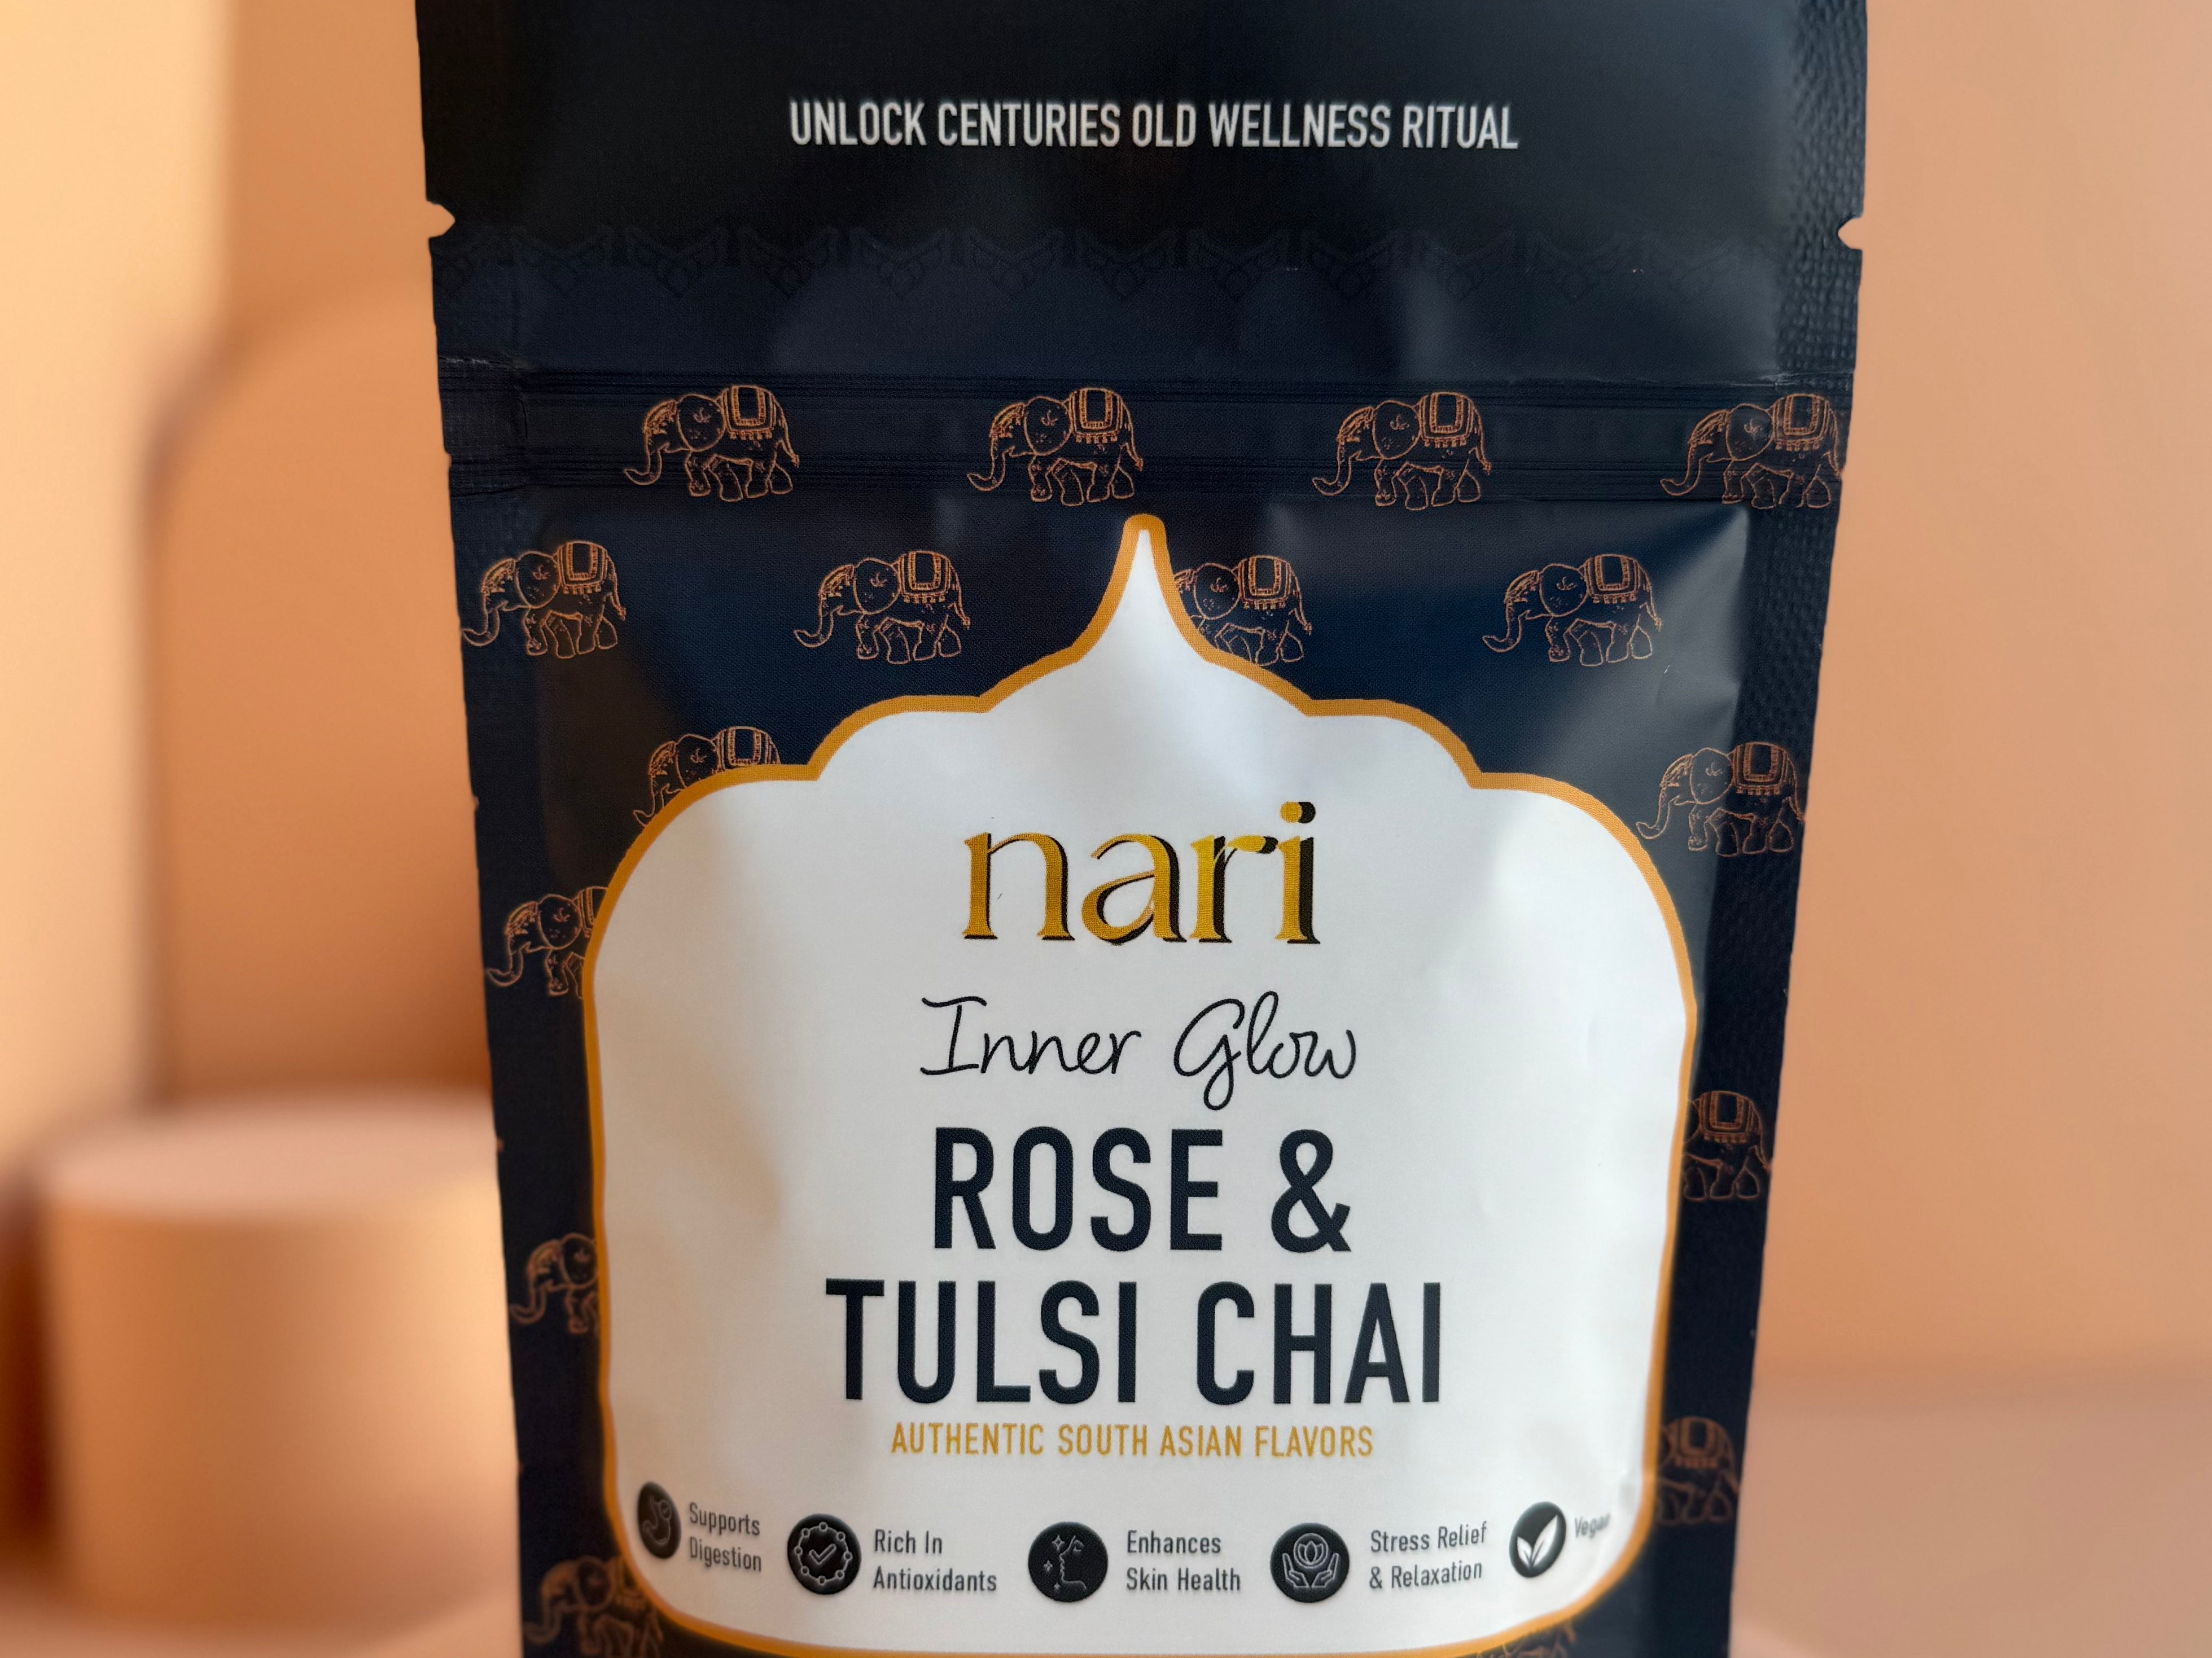 UNLOCK CENTURIES OLD WELLNESS RITUAL
nari
Inner Glow
ROSE &
TULSI CHAI
AUTHENTIC SOUTH ASIAN FLAVORS
Supports
Digestion
Rich In
Antioxidants
Enhances
Skin Health
Stress Relief
& Relaxation
Vegan